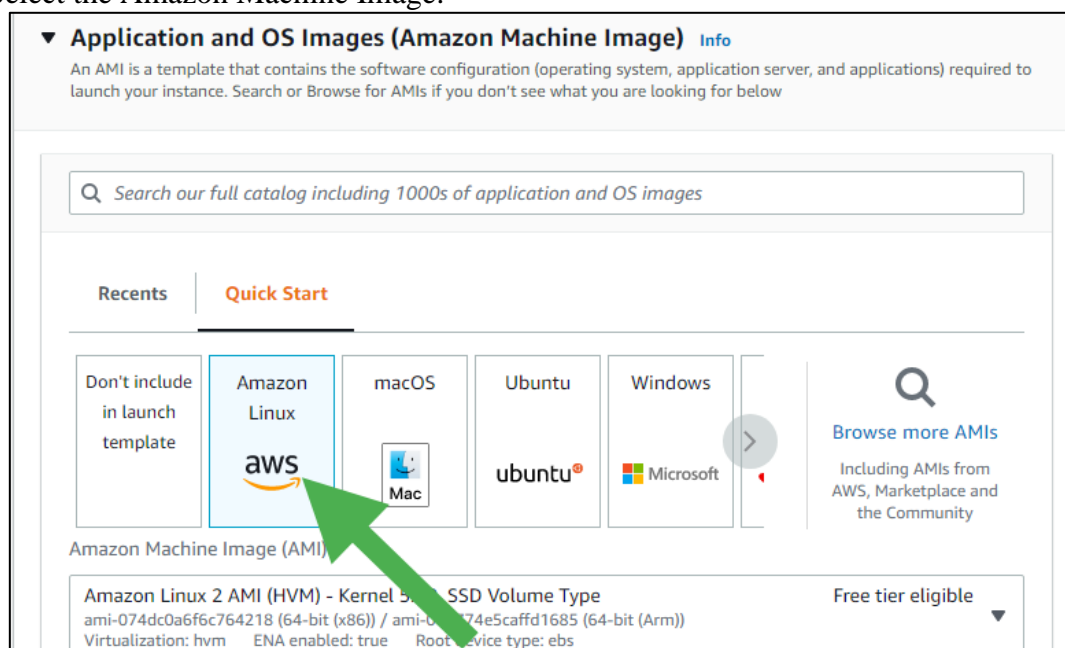 select the Amazon Machine Image.
Application and OS Images (Amazon Machine Image) Info
An AMI is a template that contains the software configuration (operating system, application server, and applications) required to
launch your instance. Search or Browse for AMIs if you don't see what you are looking for below
Search our full catalog including 1000s of application and OS images
Recents
Quick Start
Don't include
in launch
template
Amazon
Linux
aws
macOS
Mac
Ubuntu
ubuntu
Windows
Microsoft
Browse more AMIs
Including AMIs from
AWS, Marketplace and
the Community
Amazon Machine Image (AMI)
Amazon Linux 2 AMI (HVM) - Kernel SSD Volume Type
Free tier eligible
ami-074dc0a6f6c764218 (64-bit (x86)) / (64-bit (Arm))
Virtualization: hvm ENA enabled: true Root device type: ebs